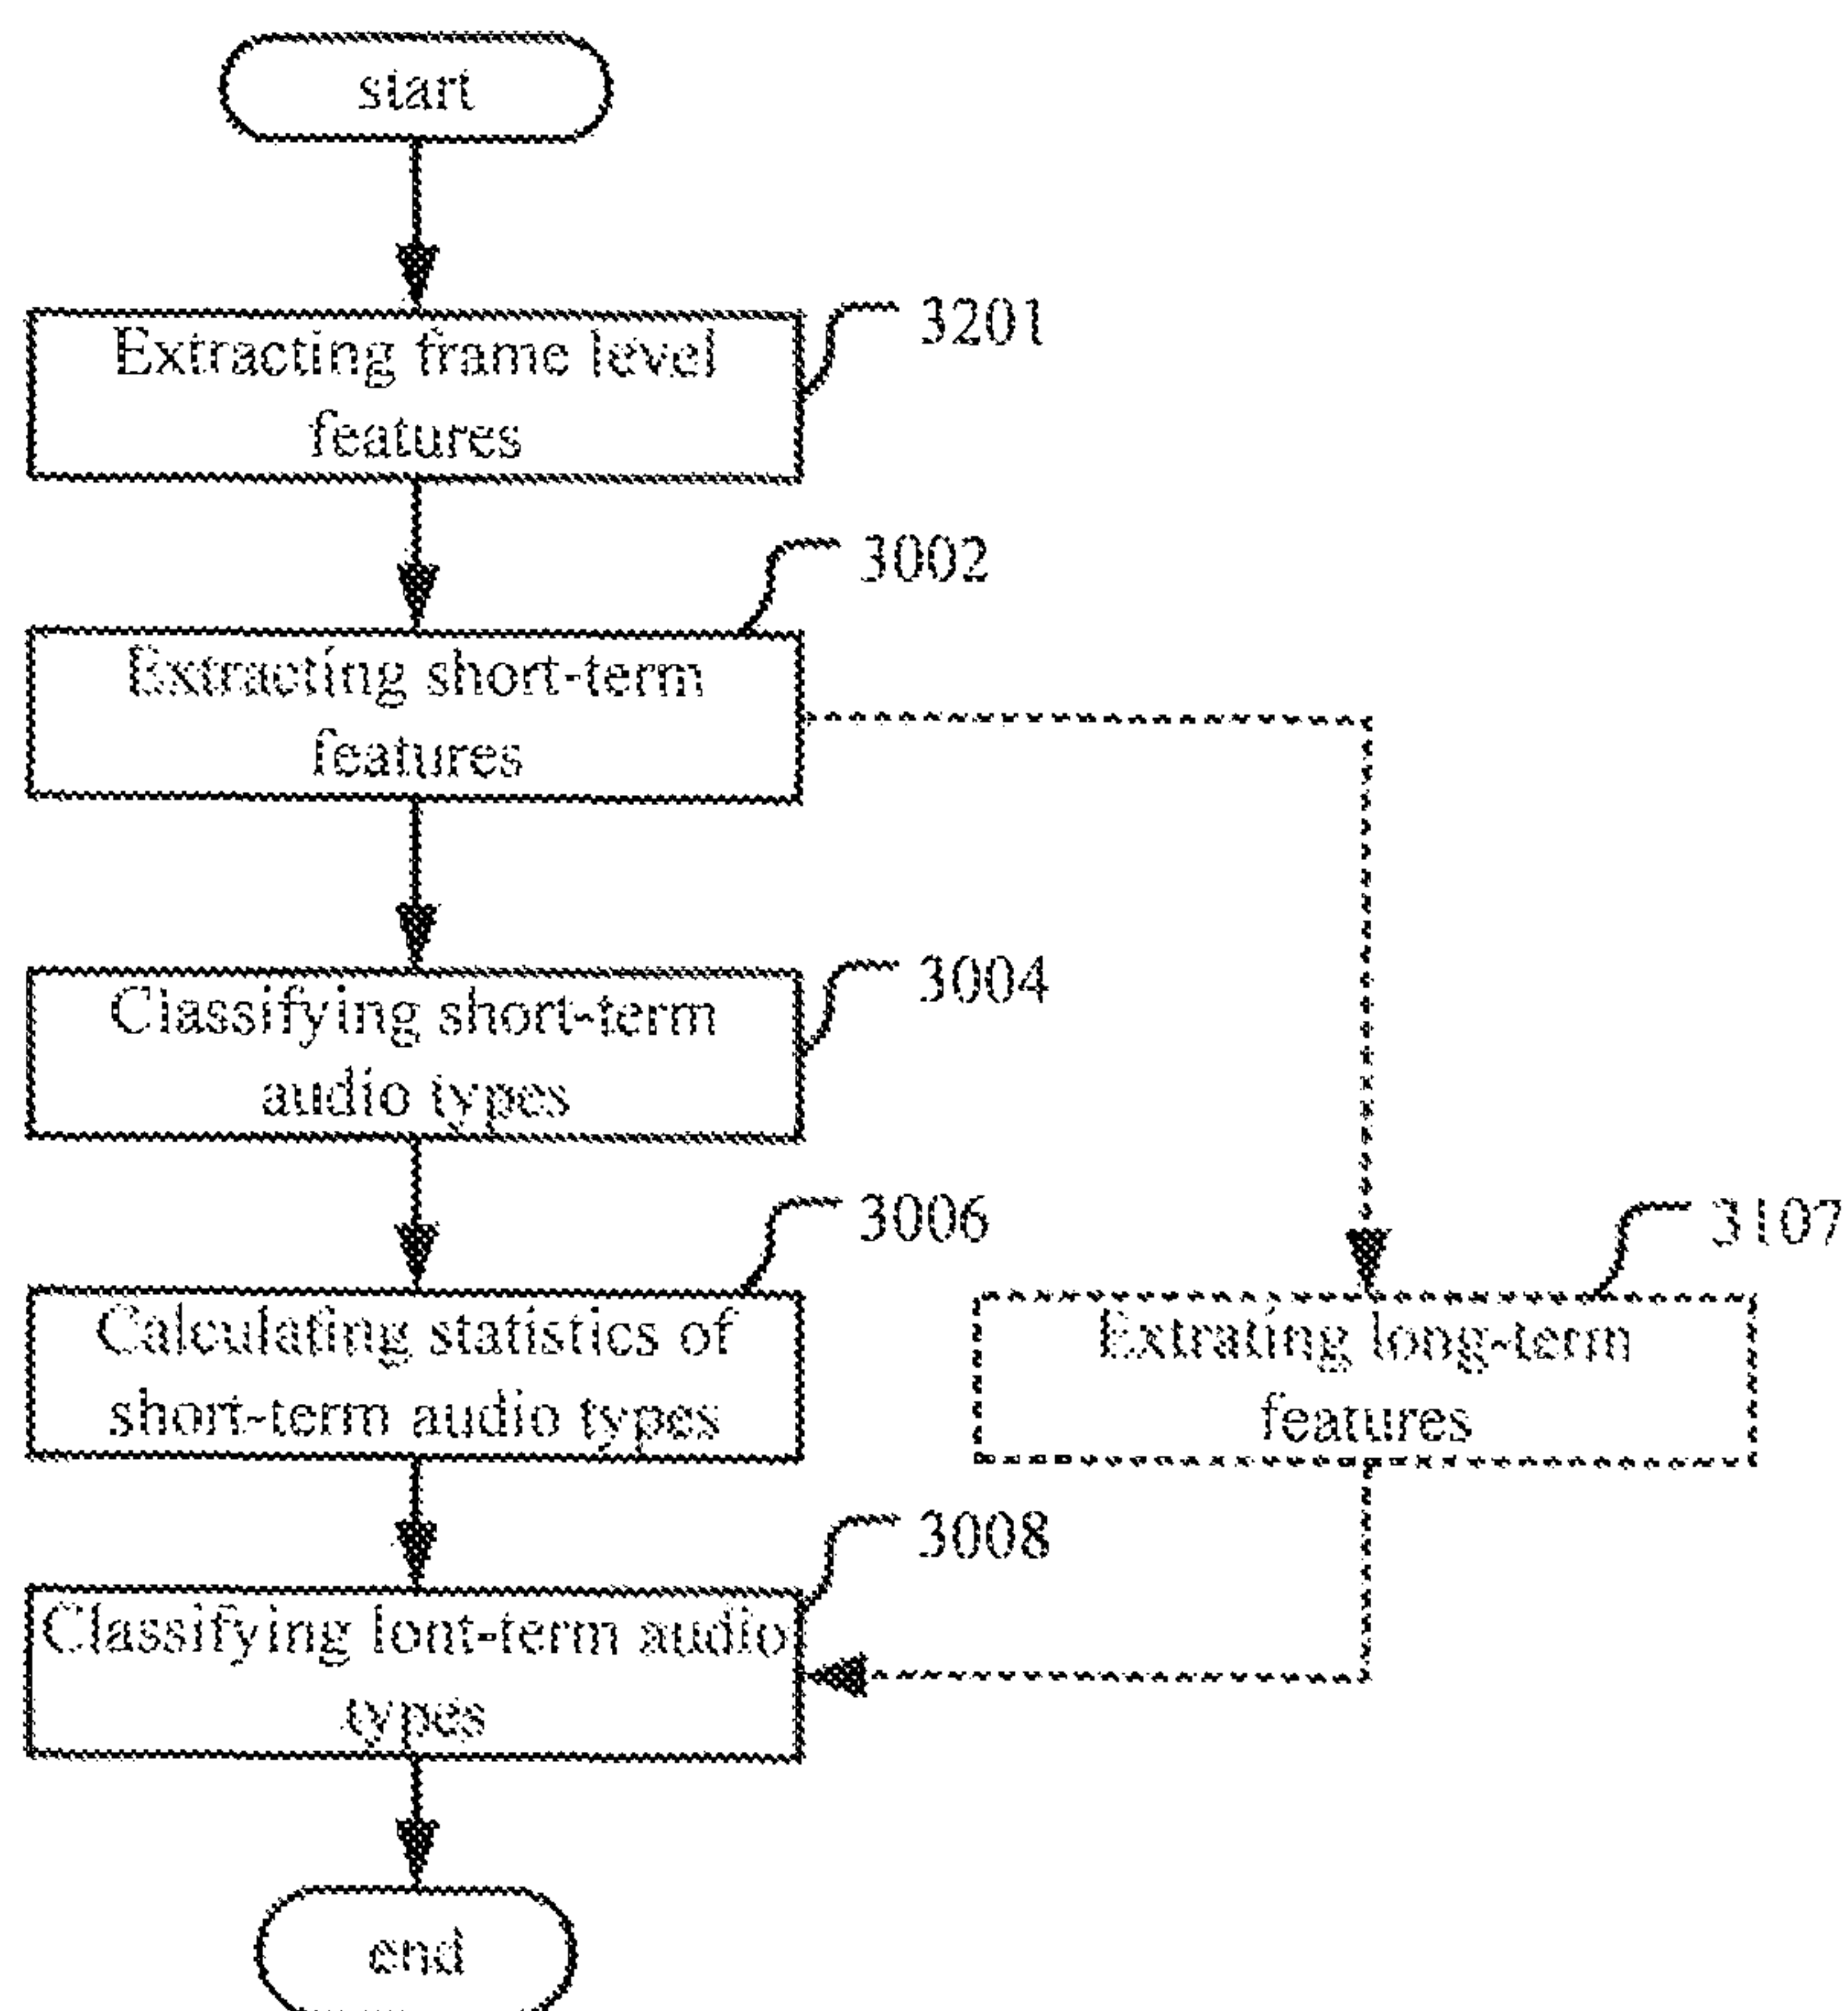 start
Extracting frame level
features
3201
Extracting short-term
features
3002
Classifying short-term
audio types
3004
Calculating statistics of
short-term audio types
3006
Extrating long-term
features
3107
Classifying lont-term audio
types
3008
end